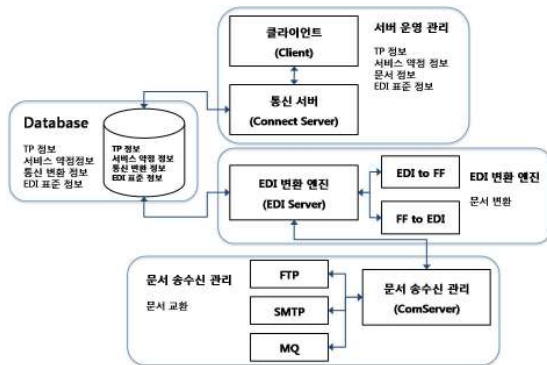 클라이언트
(Client)
통신 서버
(Connect Server)
서버 운영 관리
TP 정보
서비스 약정 정보
문서 정보
EDI 표준 정보
Database
TP 정보
서비스 약정정보
통신 변환 정보
EDI 표준 정보
TP 정보
서비스 약정 정보
통신 변환 정보
EDI 표준 정보
EDI 변환 엔진
(EDI Server)
EDI to FF
FF to EDI
EDI 변환 엔진
문서 변환
문서 송수신 관리
문서 교환
FTP
SMTP
MQ
문서 송수신 관리
(ComServer)